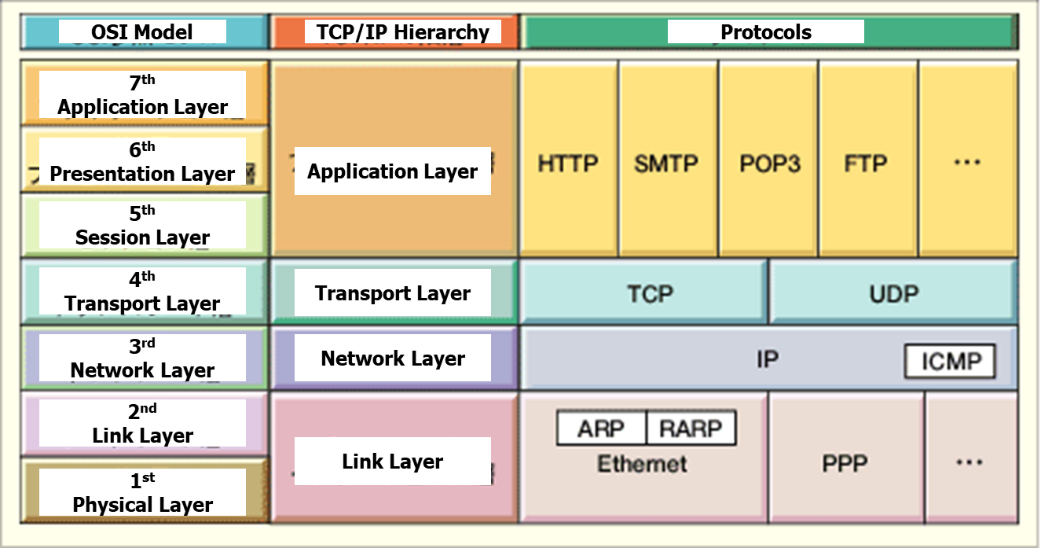 OSI Model
TCP/IP Hierarchy
Protocols
7th
Application Layer
6th
Presentation Layer
5th
Session Layer
4th
Transport Layer
3rd
Network Layer
2nd
Link Layer
1st
Physical Layer
Application Layer
Transport Layer
Network Layer
Link Layer
HTTP
SMTP
POP3
FTP
...
TCP
UDP
IP
ICMP
ARP
RARP
Ethernet
PPP
...